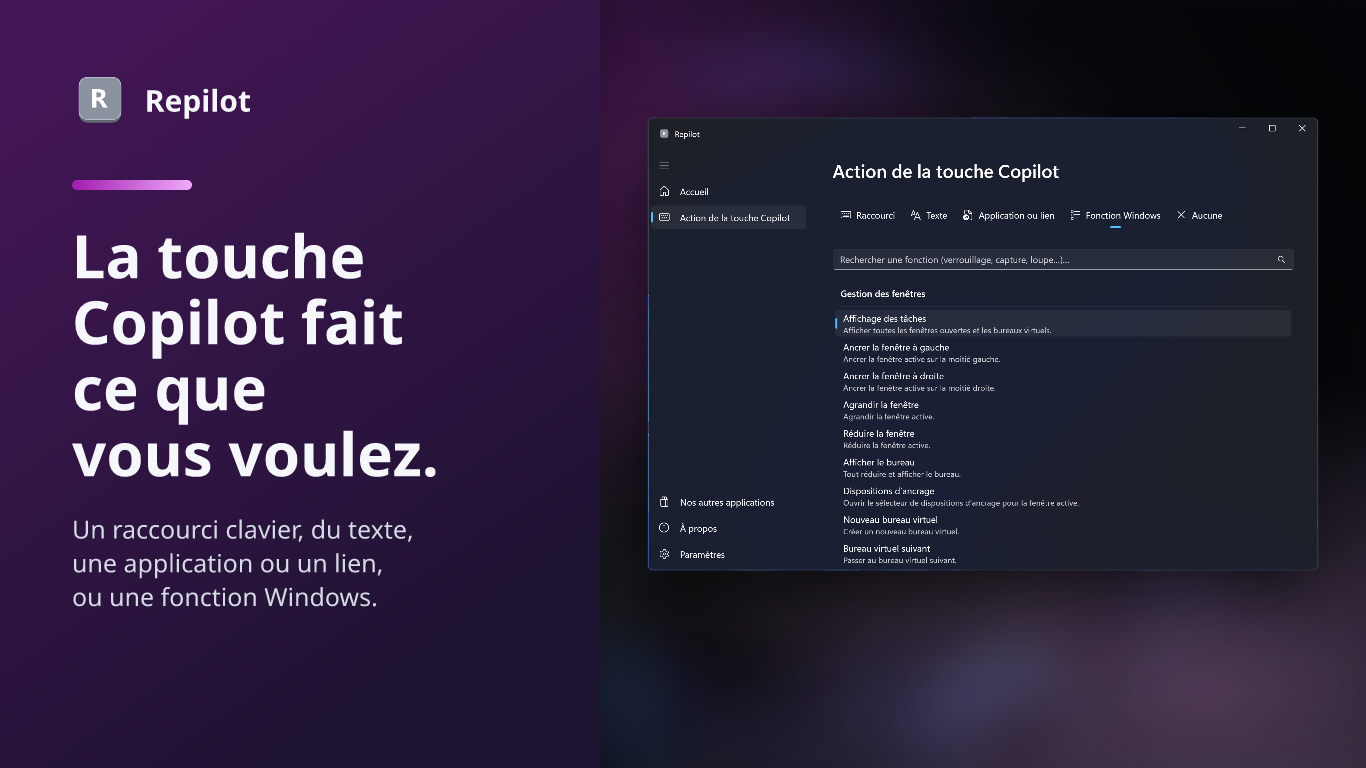 R
Repilot
La touche
Copilot fait
ce que
vous voulez.
Un raccourci clavier, du texte,
une application ou un lien,
ou une fonction Windows.
Repilot
Accueil
Action de la touche Copilot
Nos autres applications
À propos
Paramètres
Action de la touche Copilot
Raccourci Texte Application ou lien Fonction Windows Aucune
Rechercher une fonction (verrouillage, capture, loupe...)...
Gestion des fenêtres
Affichage des tâches
Afficher toutes les fenêtres ouvertes et les bureaux virtuels.
Ancrer la fenêtre à gauche
Ancrer la fenêtre active sur la moitié gauche.
Ancrer la fenêtre à droite
Ancrer la fenêtre active sur la moitié droite.
Agrandir la fenêtre
Agrandir la fenêtre active.
Réduire la fenêtre
Réduire la fenêtre active.
Afficher le bureau
Tout réduire et afficher le bureau.
Dispositions d'ancrage
Ouvrir le sélecteur de dispositions d'ancrage pour la fenêtre active.
Nouveau bureau virtuel
Créer un nouveau bureau virtuel.
Bureau virtuel suivant
Passer au bureau virtuel suivant.